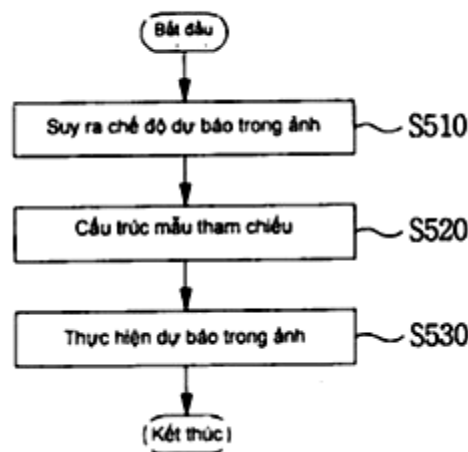 Bắt đầu
Suy ra chế độ dự báo trong ảnh
S510
Cấu trúc mẫu tham chiếu
S520
Thực hiện dự báo trong ảnh
S530
Kết thúc